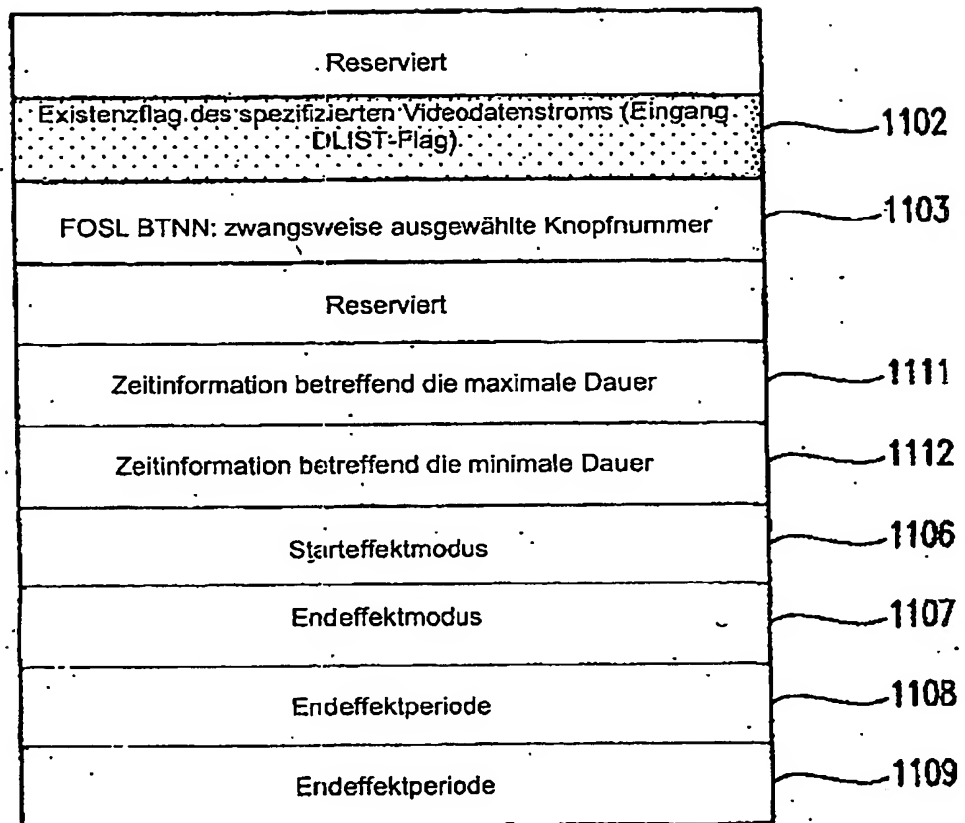 Reserviert
Existenzflag des spezifizierten Videodatenstroms (Eingang
DLIST-Flag)
1102
FOSL BTNN: zwangsweise ausgewählte Knopfnummer
1103
Reserviert
Zeitinformation betreffend die maximale Dauer
1111
Zeitinformation betreffend die minimale Dauer
1112
Starteffektmodus
1106
Endeffektmodus
1107
Endeffektperiode
1108
Endeffektperiode
1109